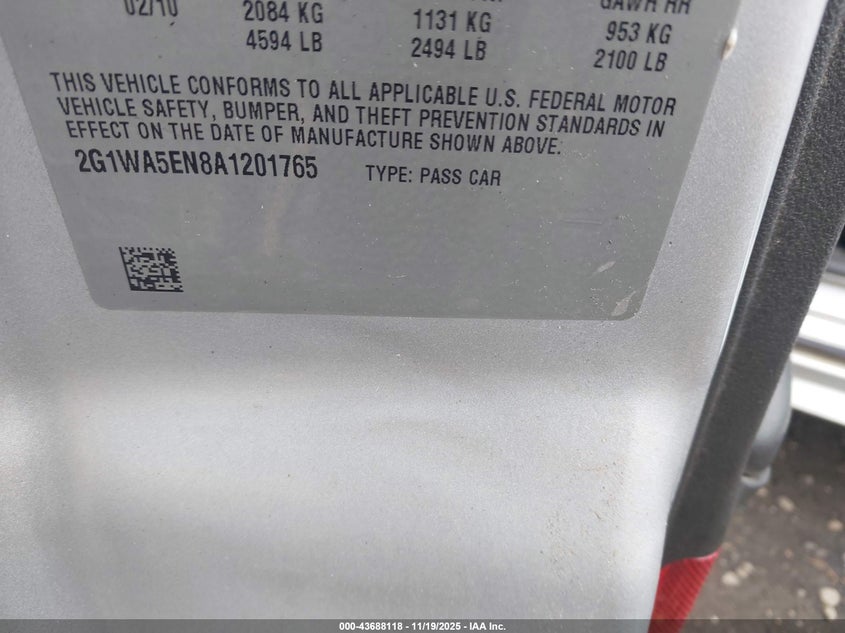 02/10 2084 KG 1131 KG GAWR RR
4594 LB 2494 LB 953 KG
2100 LB
THIS VEHICLE CONFORMS TO ALL APPLICABLE U.S. FEDERAL MOTOR
VEHICLE SAFETY, BUMPER, AND THEFT PREVENTION STANDARDS IN
EFFECT ON THE DATE OF MANUFACTURE SHOWN ABOVE.
2G1WA5EN8A1201765 TYPE: PASS CAR
000-43688118 - 11/19/2025 - IAA Inc.